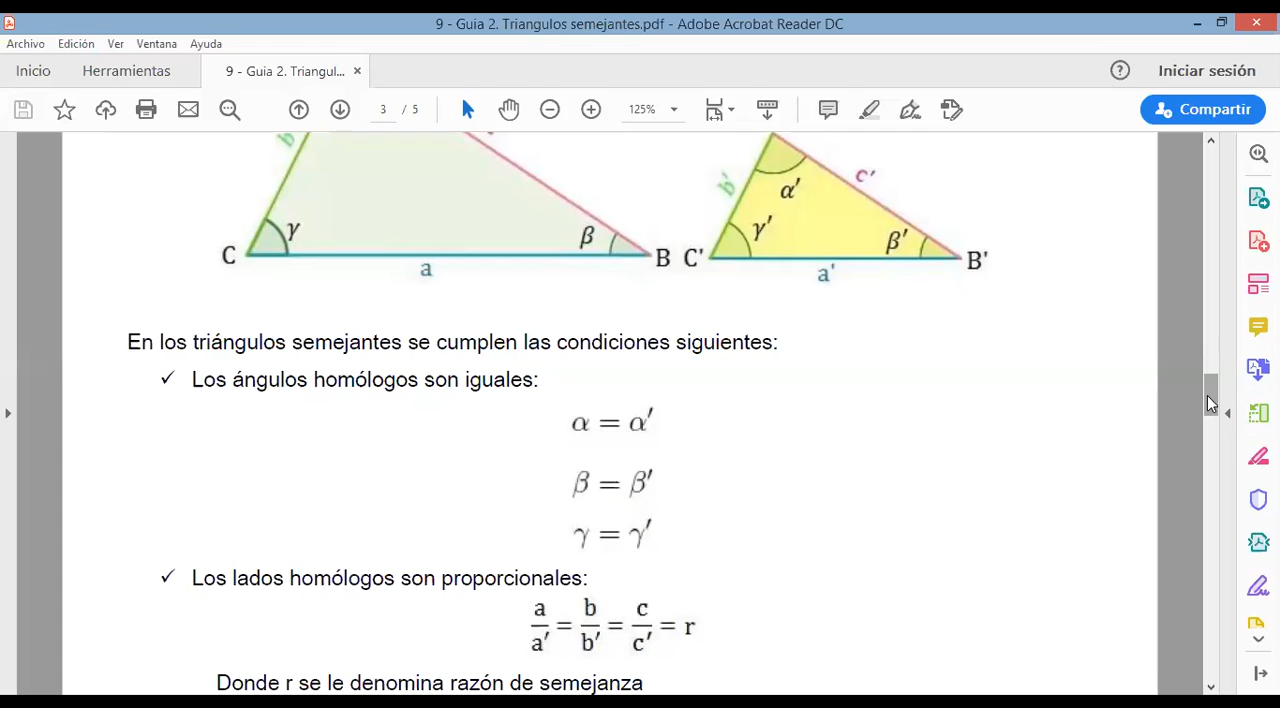 9 - Guia 2. Triangulos semejantes.pdf - Adobe Acrobat Reader DC
Archivo Edición Ver Ventana Ayuda
Inicio Herramientas 9 - Guia 2. Triangul... × Iniciar sesión
3 / 5 125% Compartir
b b' α' c'
C γ β B C' γ' β' B'
a a'
En los triángulos semejantes se cumplen las condiciones siguientes:
✓ Los ángulos homólogos son iguales:
α = α′
β = β′
γ = γ′
✓ Los lados homólogos son proporcionales:
a/a' = b/b' = c/c' = r
Donde r se le denomina razón de semejanza